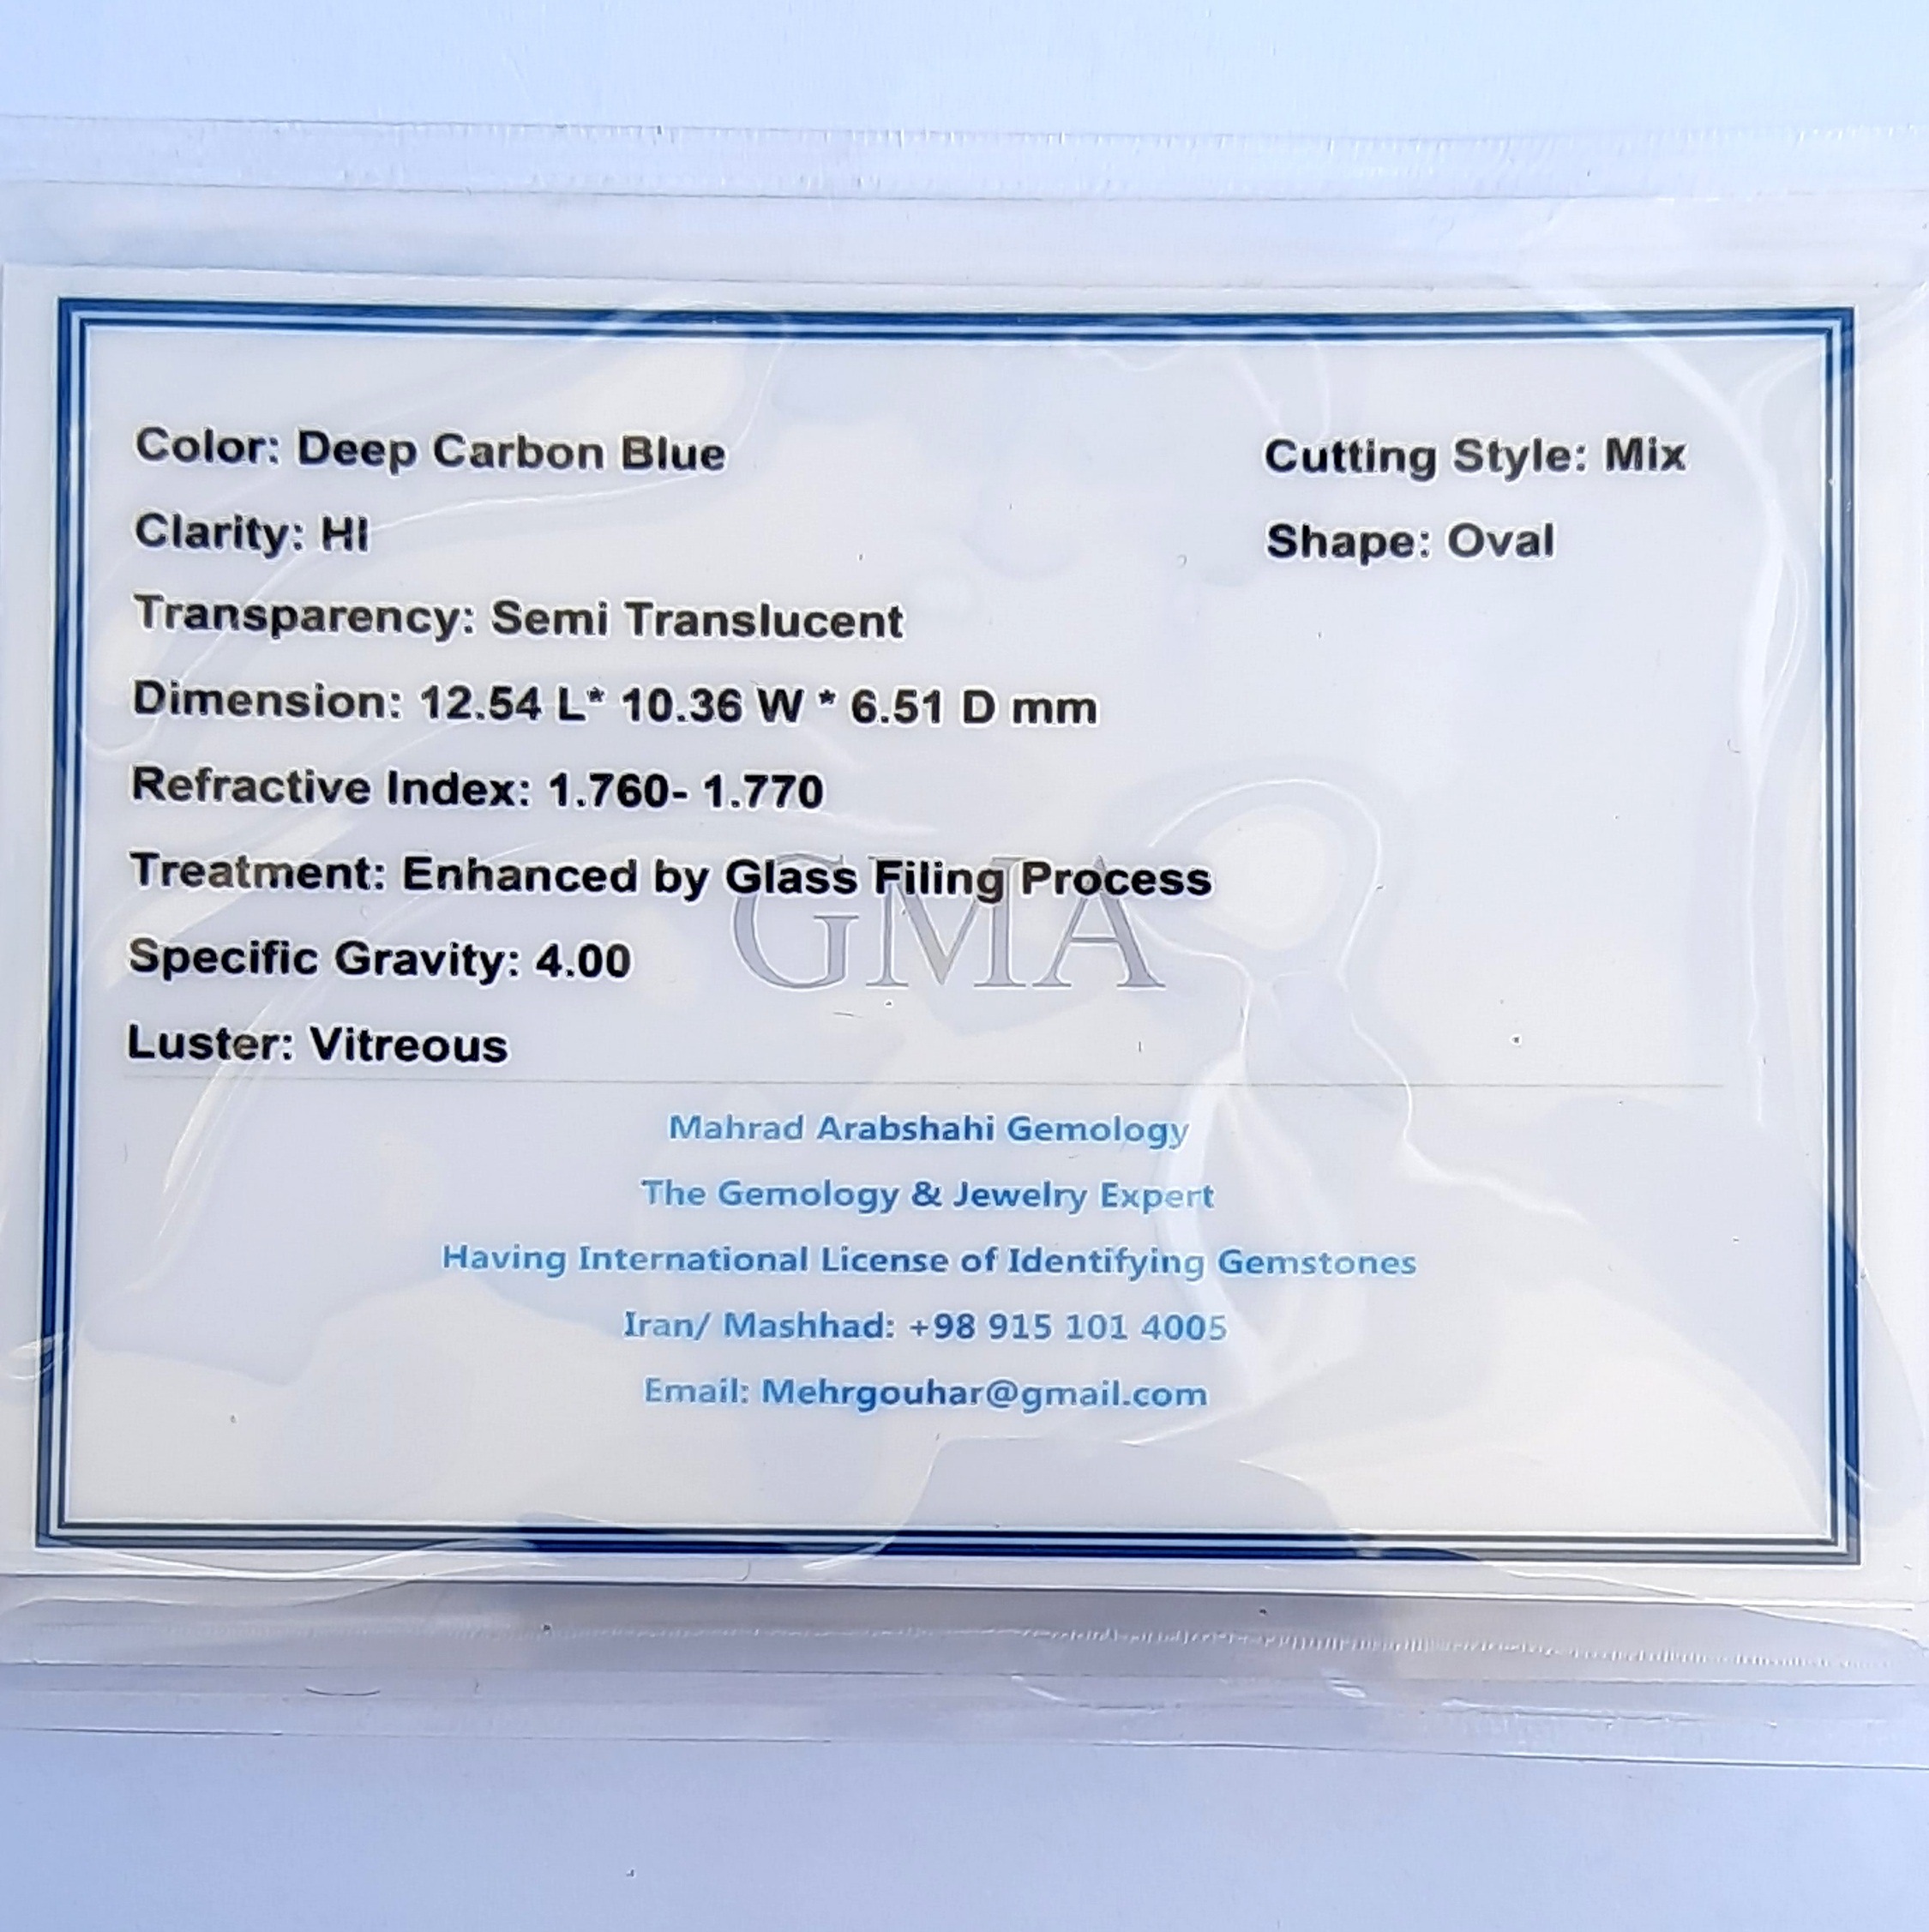 Color: Deep Carbon Blue
Cutting Style: Mix
Clarity: HI
Shape: Oval
Transparency: Semi Translucent
Dimension: 12.54 L* 10.36 W * 6.51 D mm
Refractive Index: 1.760- 1.770
Treatment: Enhanced by Glass Filing Process
GMA
Specific Gravity: 4.00
Luster: Vitreous
Mahrad Arabshahi Gemology
The Gemology & Jewelry Expert
Having International License of Identifying Gemstones
Iran/ Mashhad: +98 915 101 4005
Email: Mehrgouhar@gmail.com